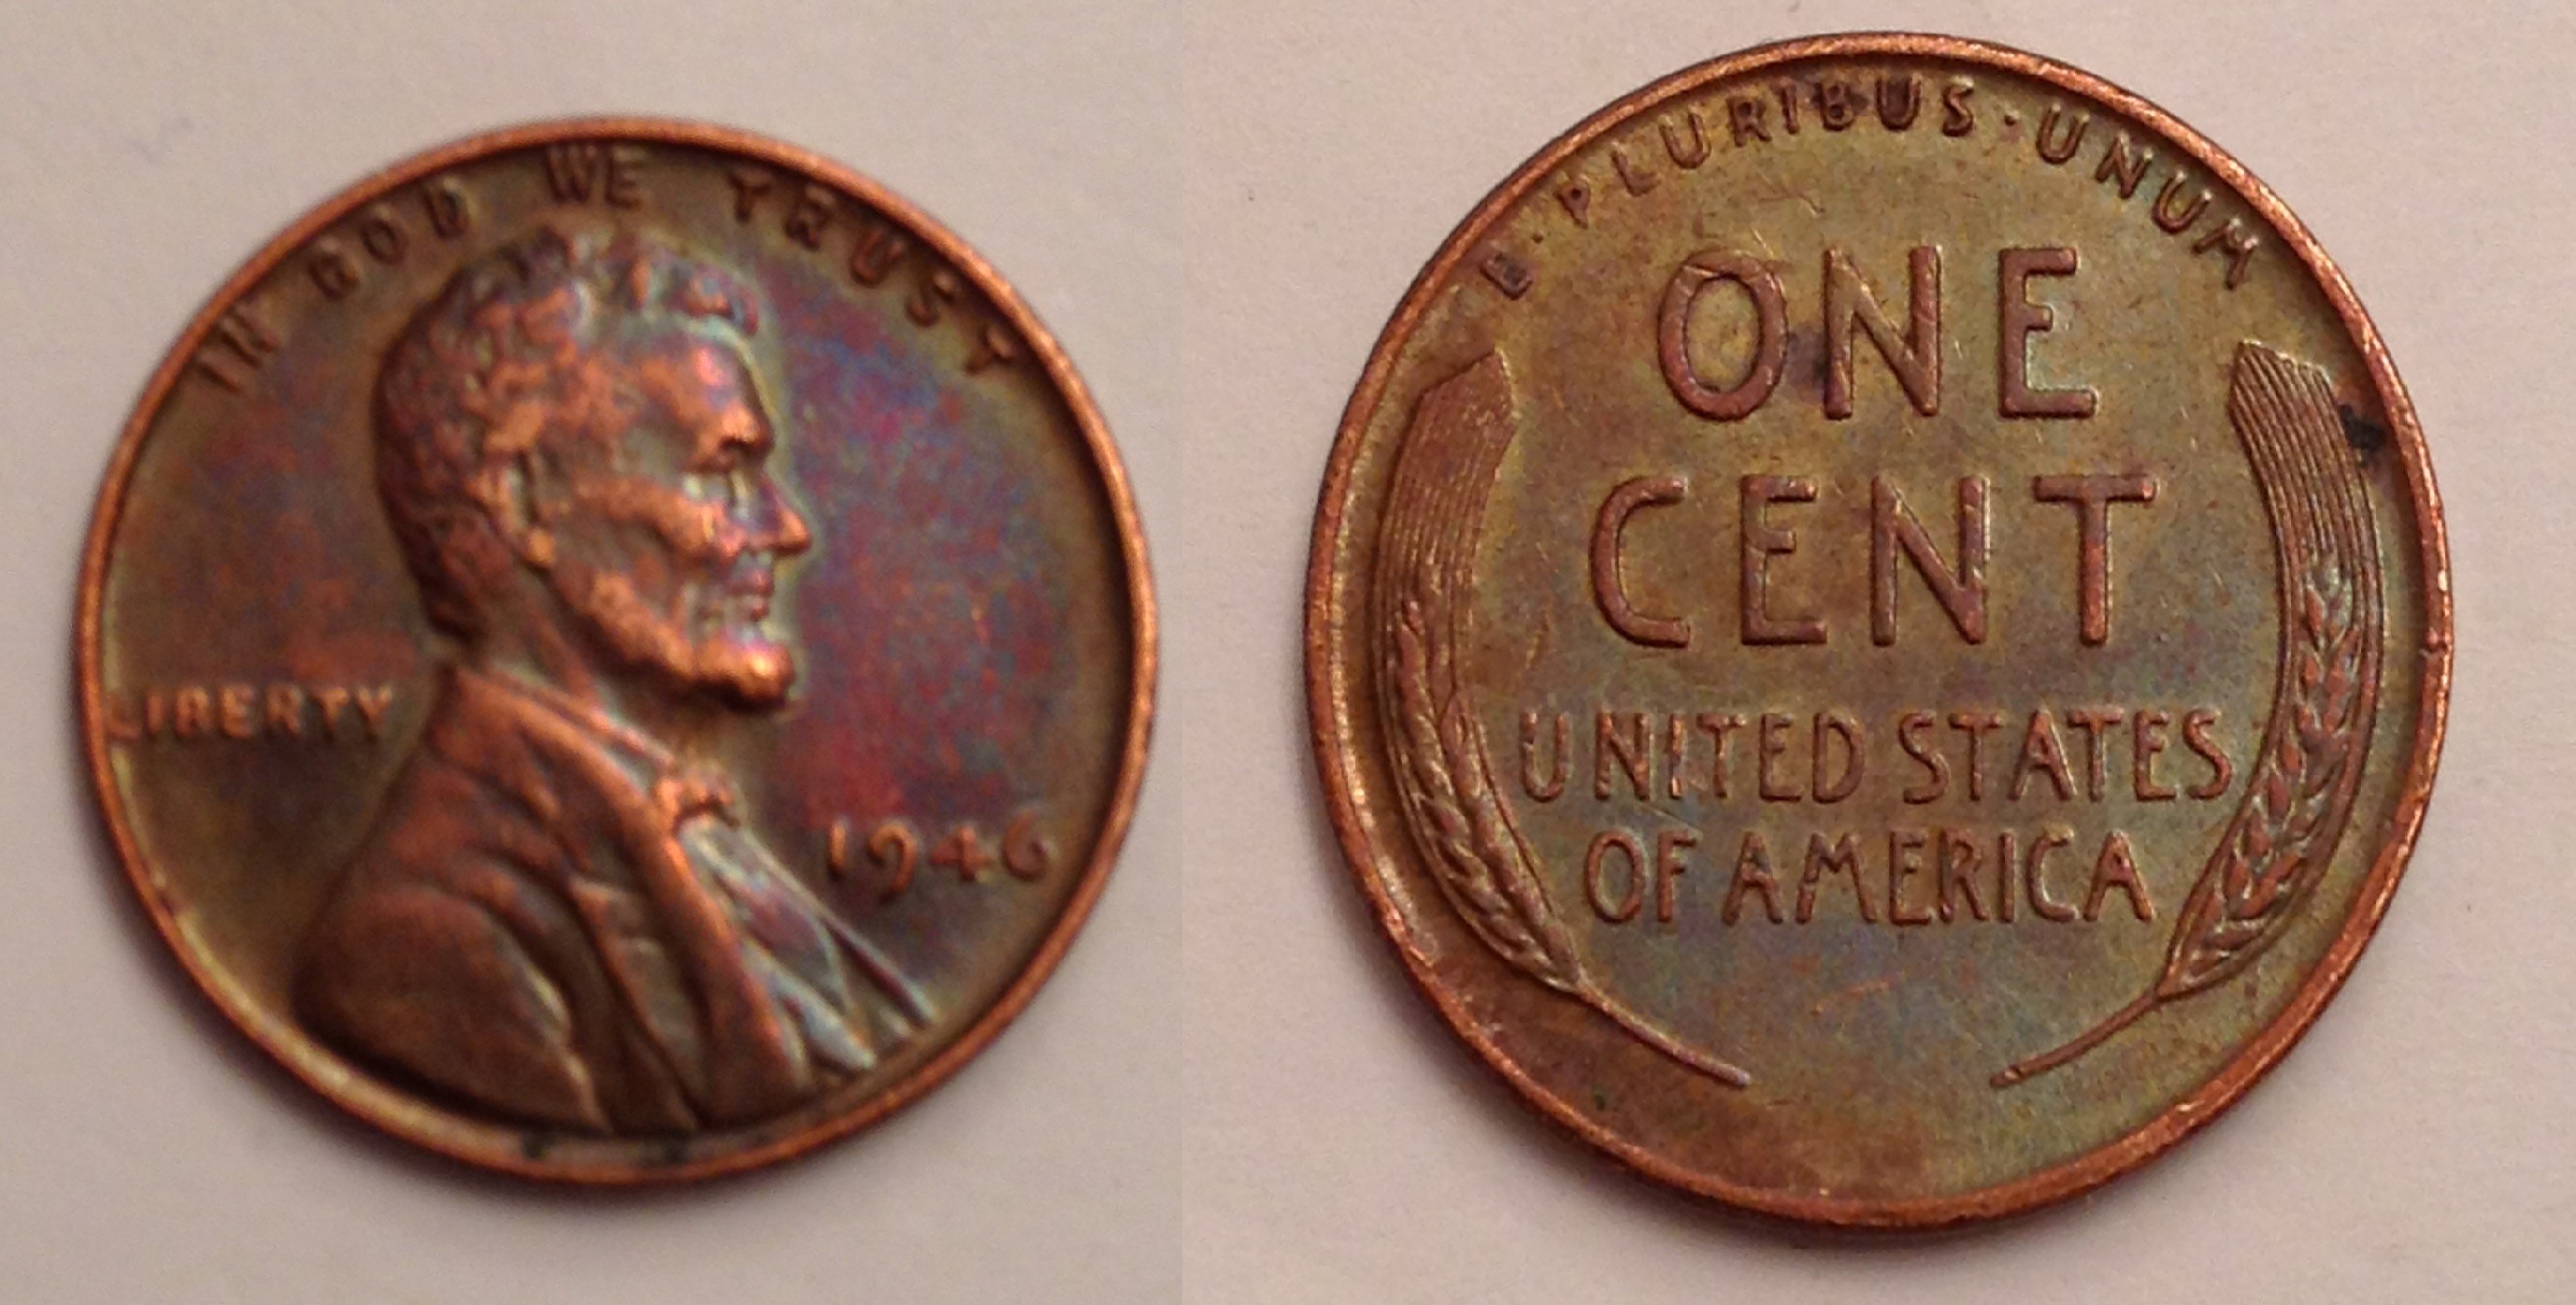 IN GOD WE TRUST
LIBERTY
1946
E·PLURIBUS·UNUM
ONE
CENT
UNITED STATES
OF AMERICA